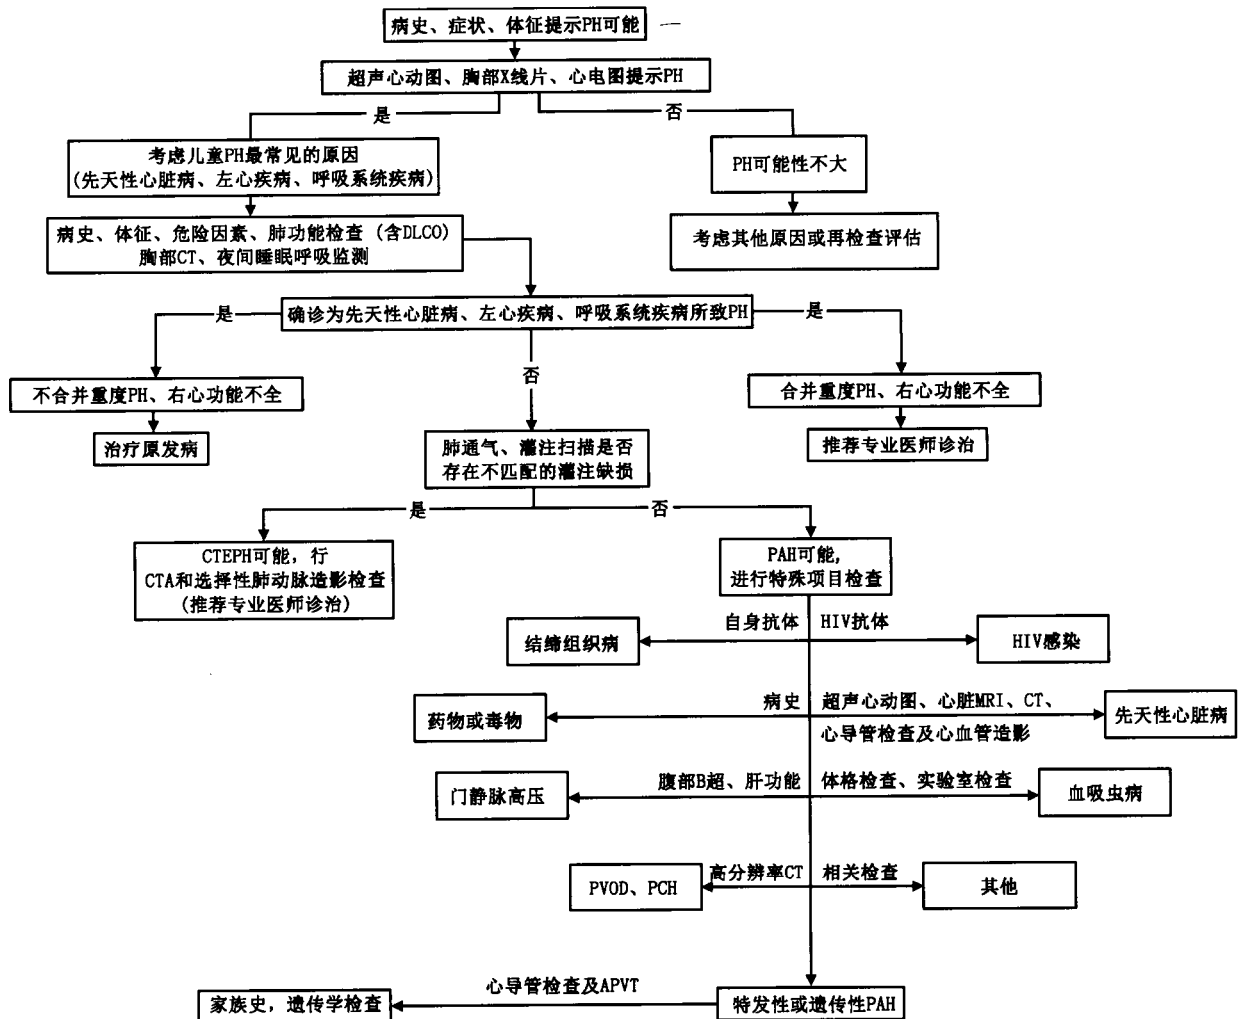 病史、症状、体征提示PH可能
超声心动图、胸部X线片、心电图提示PH
是
否
考虑儿童PH最常见的原因
(先天性心脏病、左心疾病、呼吸系统疾病)
PH可能性不大
病史、体征、危险因素、肺功能检查 (含DLCO)
胸部CT、夜间睡眠呼吸监测
考虑其他原因或再检查评估
是
确诊为先天性心脏病、左心疾病、呼吸系统疾病所致PH
是
否
不合并重度PH、右心功能不全
合并重度PH、右心功能不全
治疗原发病
肺通气、灌注扫描是否
存在不匹配的灌注缺损
推荐专业医师诊治
是
否
CTEPH可能，行
CTA和选择性肺动脉造影检查
(推荐专业医师诊治)
PAH可能,
进行特殊项目检查
自身抗体
HIV抗体
结缔组织病
HIV感染
病史
超声心动图、心脏MRI、CT、
心导管检查及心血管造影
药物或毒物
先天性心脏病
腹部B超、肝功能
体格检查、实验室检查
门静脉高压
血吸虫病
高分辨率CT
相关检查
PVOD、PCH
其他
心导管检查及APVT
家族史，遗传学检查
特发性或遗传性PAH